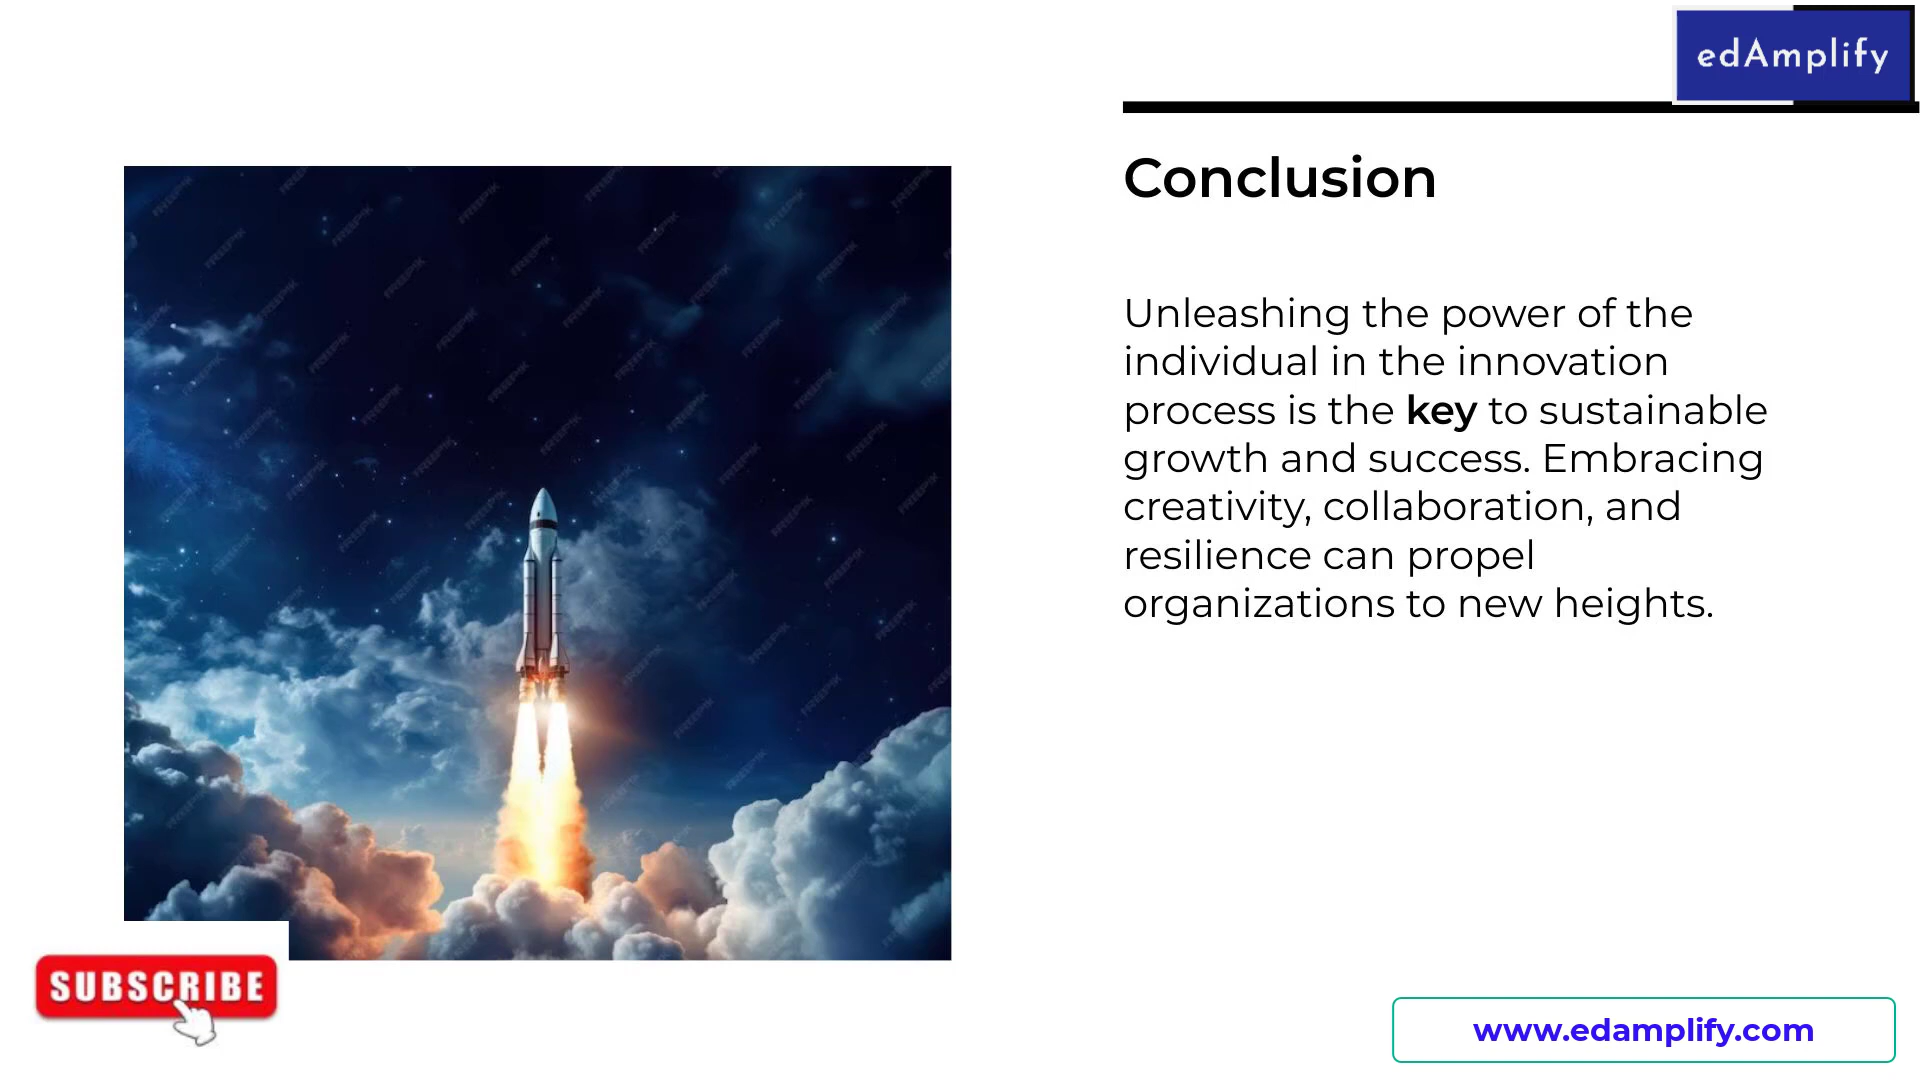 edAmplify
Conclusion
Unleashing the power of the
individual in the innovation
process is the key to sustainable
growth and success. Embracing
creativity, collaboration, and
resilience can propel
organizations to new heights.
FREEPIK
SUBSCRIBE
www.edamplify.com